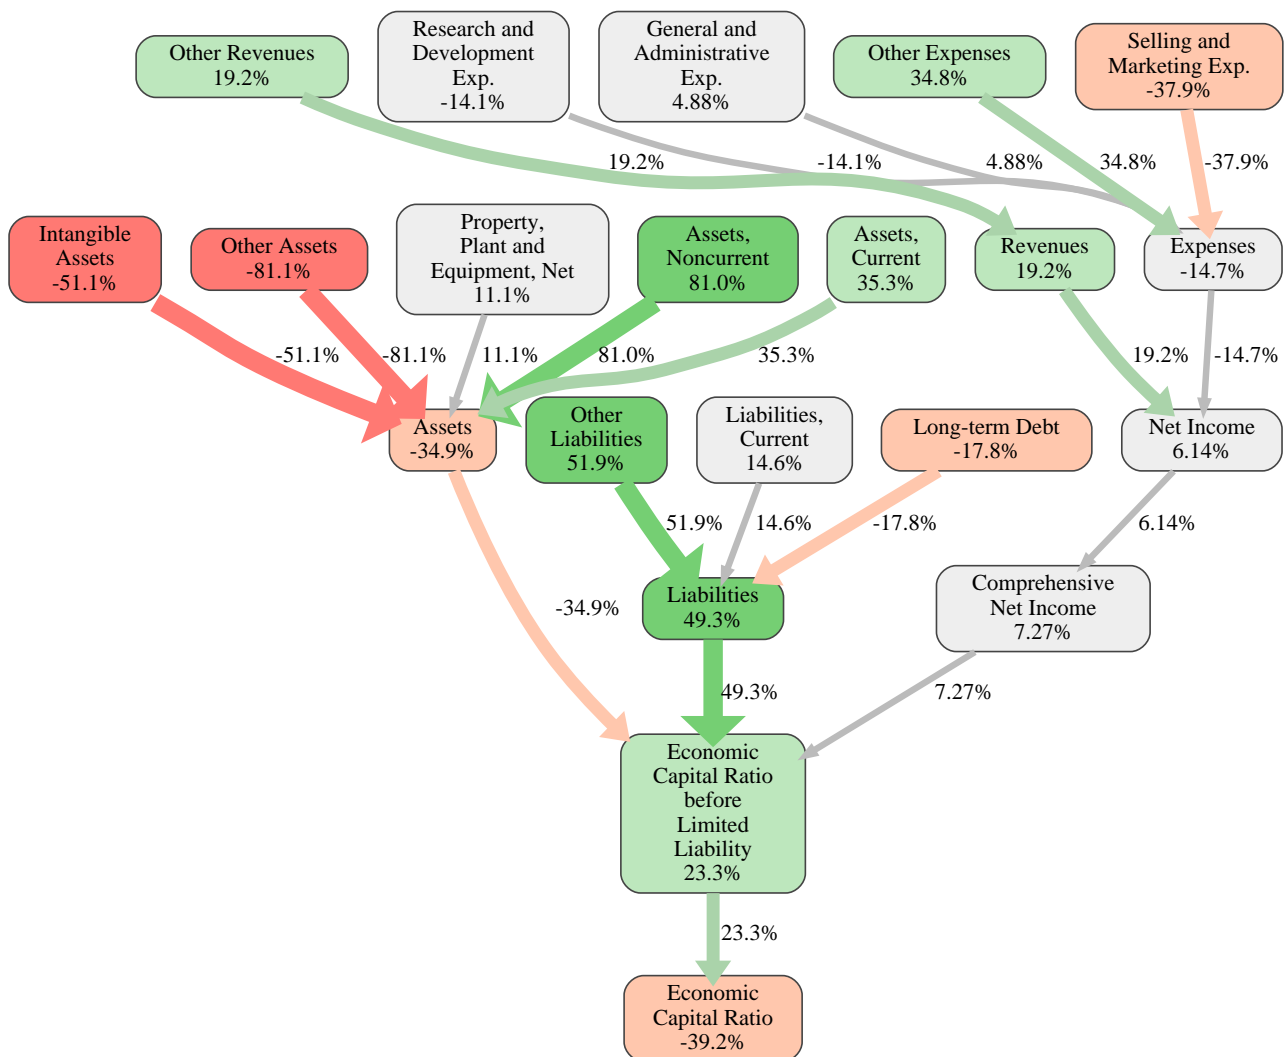 Other Revenues
19.2%
Research and
Development
Exp.
-14.1%
General and
Administrative
Exp.
4.88%
Other Expenses
34.8%
Selling and
Marketing Exp.
-37.9%
19.2%
-14.1%
4.88%
34.8%
-37.9%
Intangible
Assets
-51.1%
Other Assets
-81.1%
Property,
Plant and
Equipment, Net
11.1%
Assets,
Noncurrent
81.0%
Assets,
Current
35.3%
Revenues
19.2%
Expenses
-14.7%
-51.1%
-81.1%
11.1%
81.0%
35.3%
19.2%
-14.7%
Assets
-34.9%
Other
Liabilities
51.9%
Liabilities,
Current
14.6%
Long-term Debt
-17.8%
Net Income
6.14%
51.9%
14.6%
-17.8%
6.14%
-34.9%
Liabilities
49.3%
Comprehensive
Net Income
7.27%
49.3%
7.27%
Economic
Capital Ratio
before
Limited
Liability
23.3%
23.3%
Economic
Capital Ratio
-39.2%